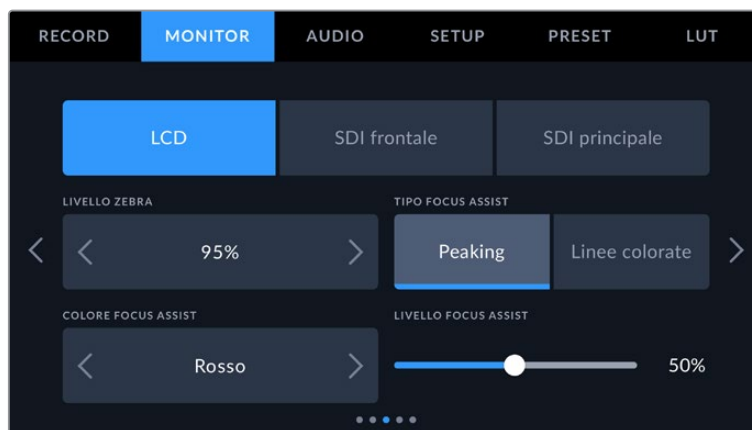 RECORD MONITOR AUDIO SETUP PRESET LUT
LCD SDI frontale SDI principale
LIVELLO ZEBRA TIPO FOCUS ASSIST
95% Peaking Linee colorate
COLORE FOCUS ASSIST LIVELLO FOCUS ASSIST
Rosso 50%